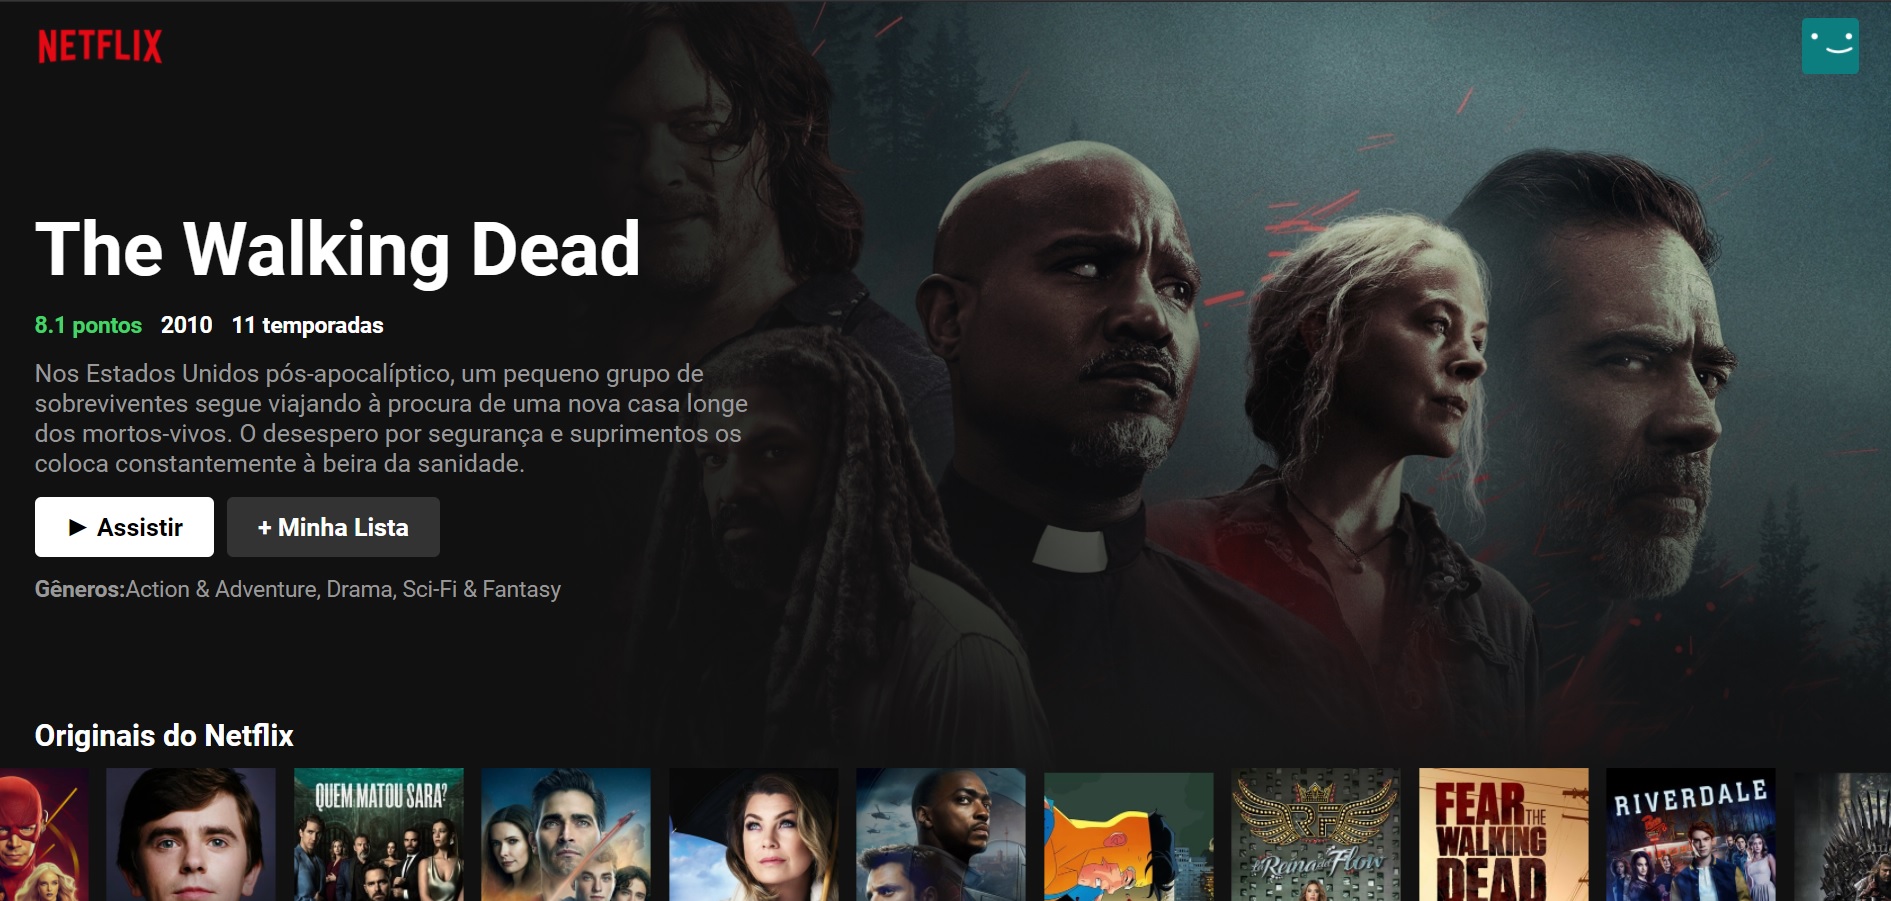 NETFLIX
The Walking Dead
8.1 pontos 2010 11 temporadas
Nos Estados Unidos pós-apocalíptico, um pequeno grupo de
sobreviventes segue viajando à procura de uma nova casa longe
dos mortos-vivos. O desespero por segurança e suprimentos os
coloca constantemente à beira da sanidade.
► Assistir
+ Minha Lista
Gêneros:Action & Adventure, Drama, Sci-Fi & Fantasy
Originais do Netflix
QUEM MATOU SARA?
RF
La Reina del Flow
FEAR THE
WALKING
DEAD
RIVERDALE